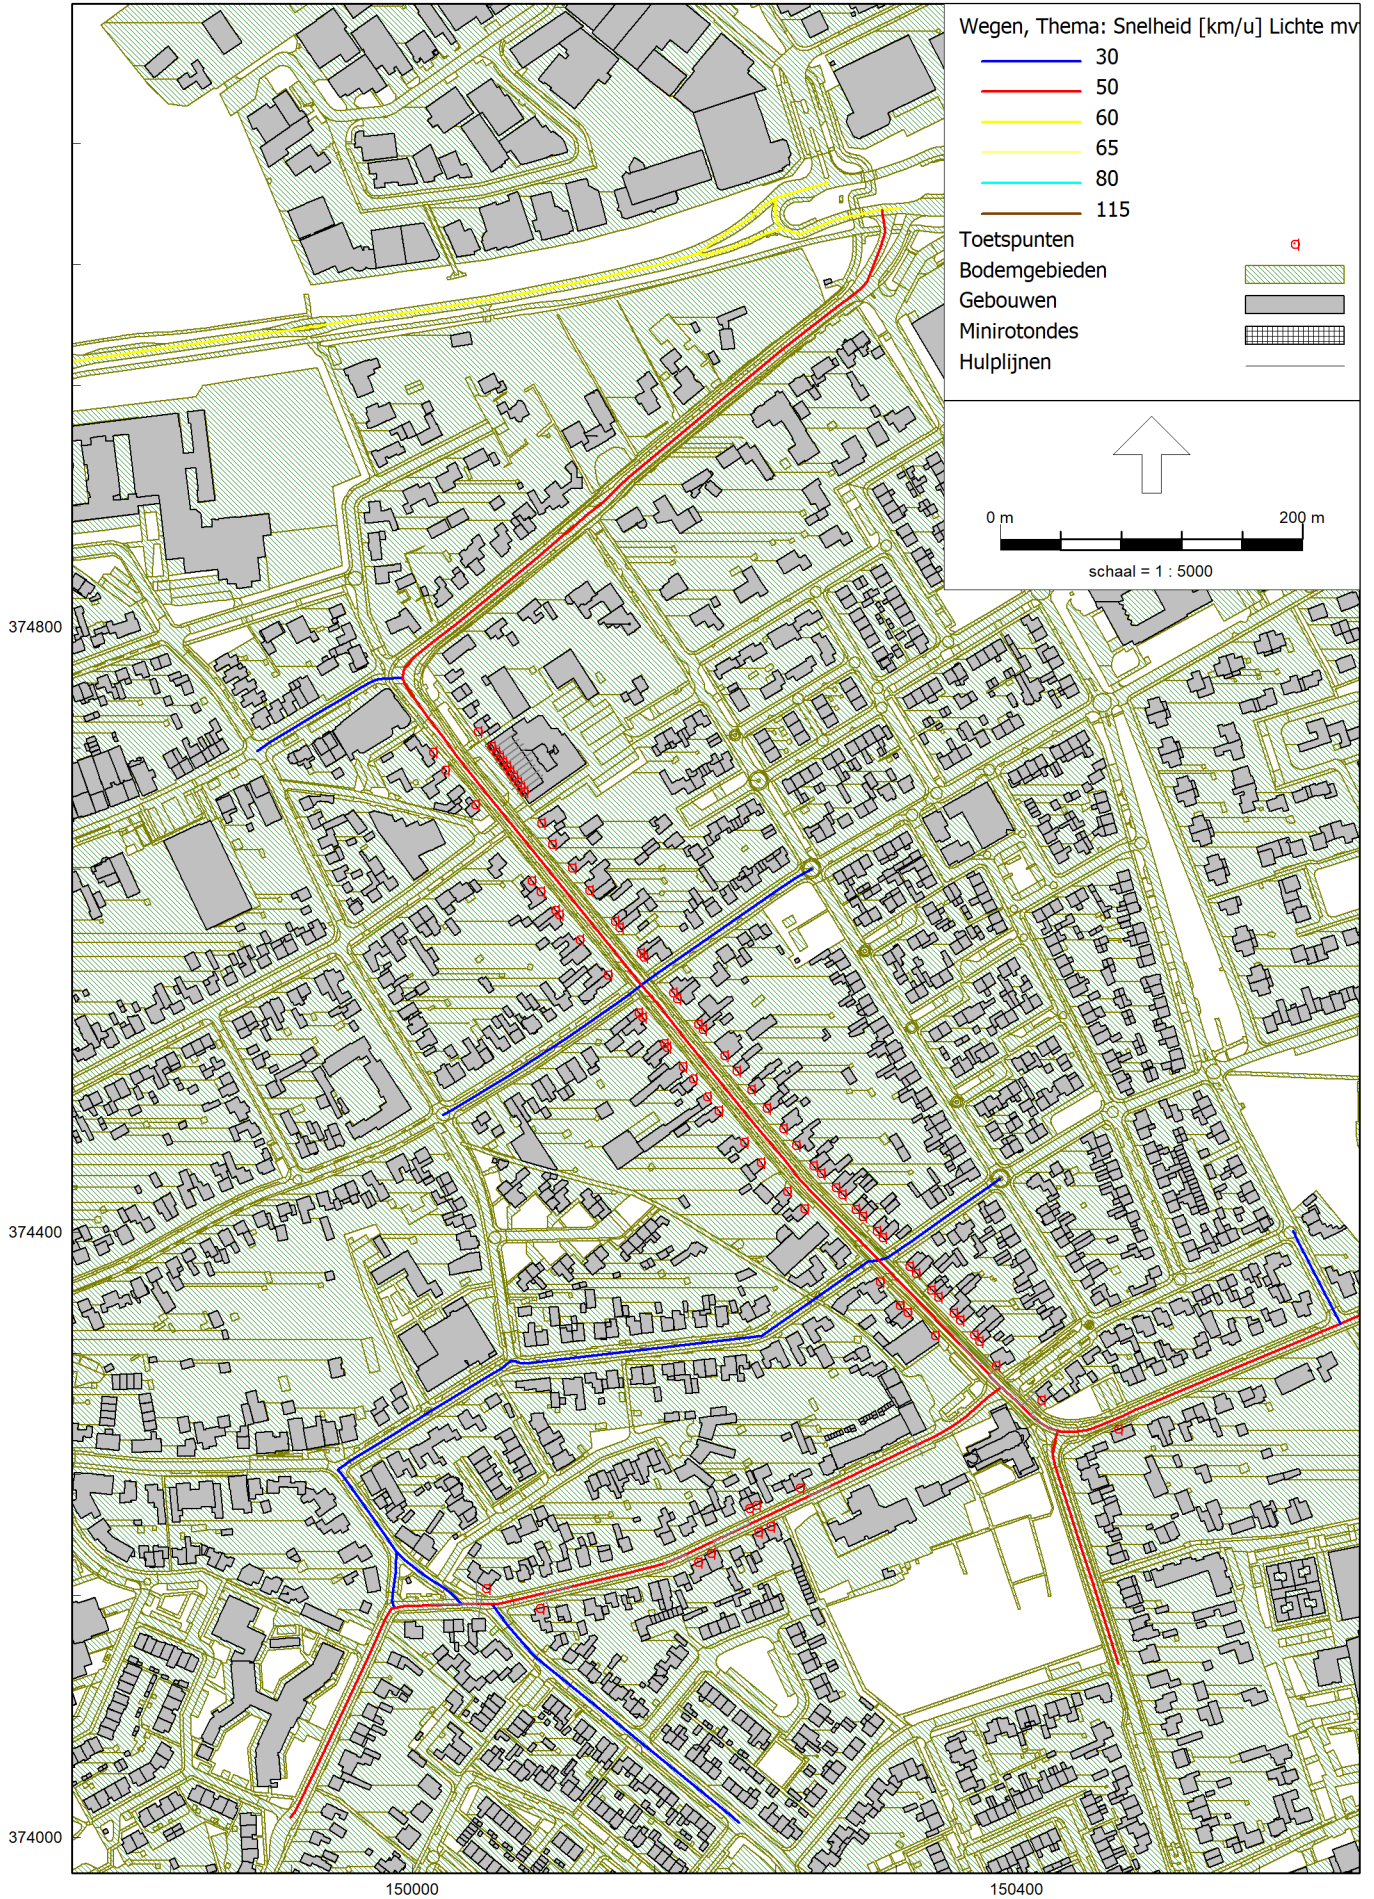 Wegen, Thema: Snelheid [km/u] Lichte mv
30
50
60
65
80
115
Toetspunten
Bodemgebieden
Gebouwen
Minirotondes
Hulplijnen
0 m 200 m
schaal = 1 : 5000
374800
374400
374000
150000 150400